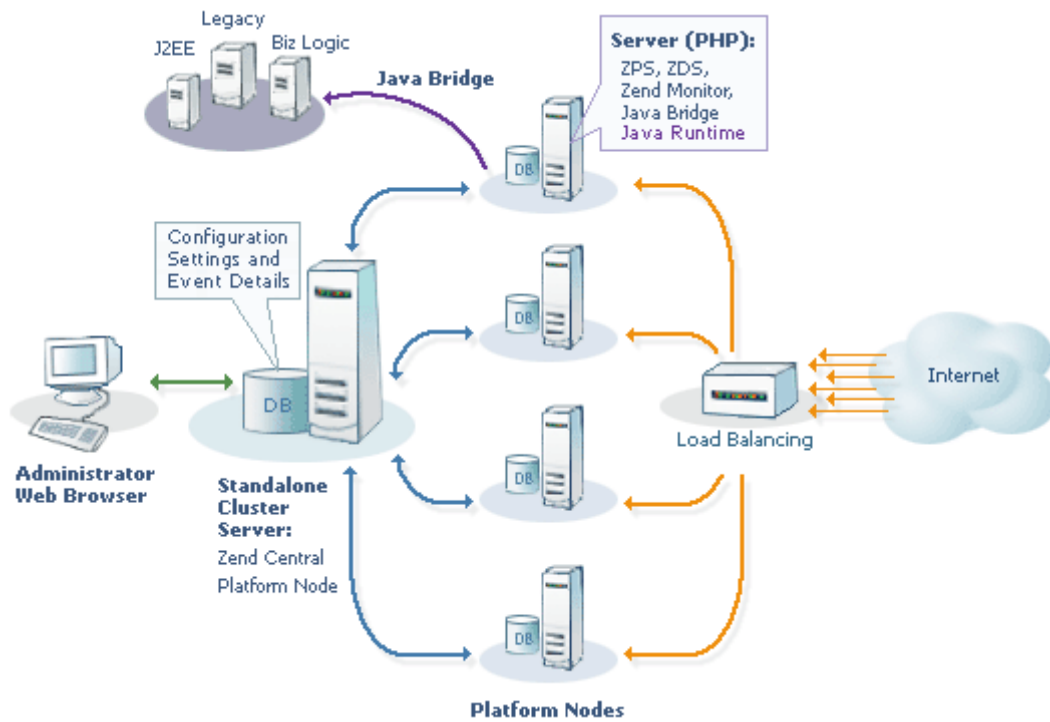 Legacy
J2EE
Biz Logic
Java Bridge
Server (PHP):
ZPS, ZDS,
Zend Monitor,
Java Bridge
Java Runtime
DB
Configuration
Settings and
Event Details
DB
DB
Internet
Load Balancing
Administrator
Web Browser
Standalone
Cluster
Server:
Zend Central
Platform Node
DB
DB
Platform Nodes